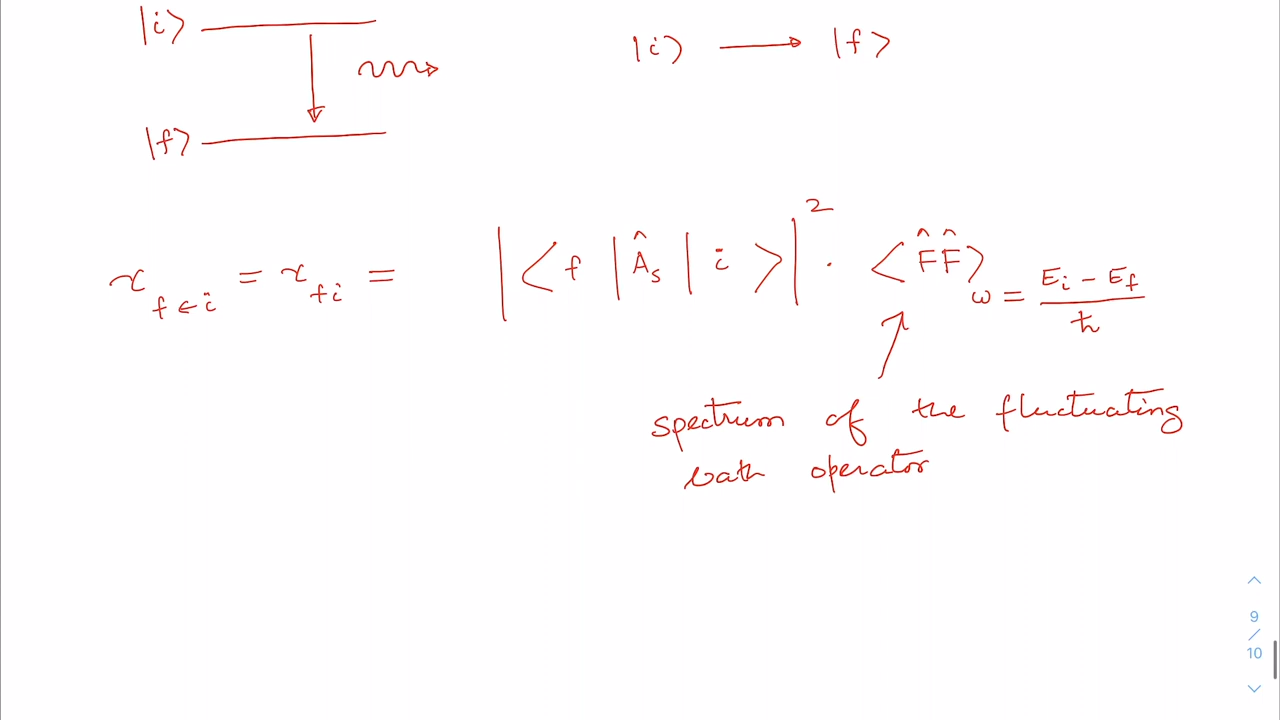 |i⟩
|i⟩ ⟶ |f⟩
|f⟩
r_{f←i} = r_{fi} = |⟨f|Â_s|i⟩|² · ⟨F̂F̂⟩_{ω = (E_i − E_f)/ħ}
spectrum of the fluctuating
bath operator
9
/
10